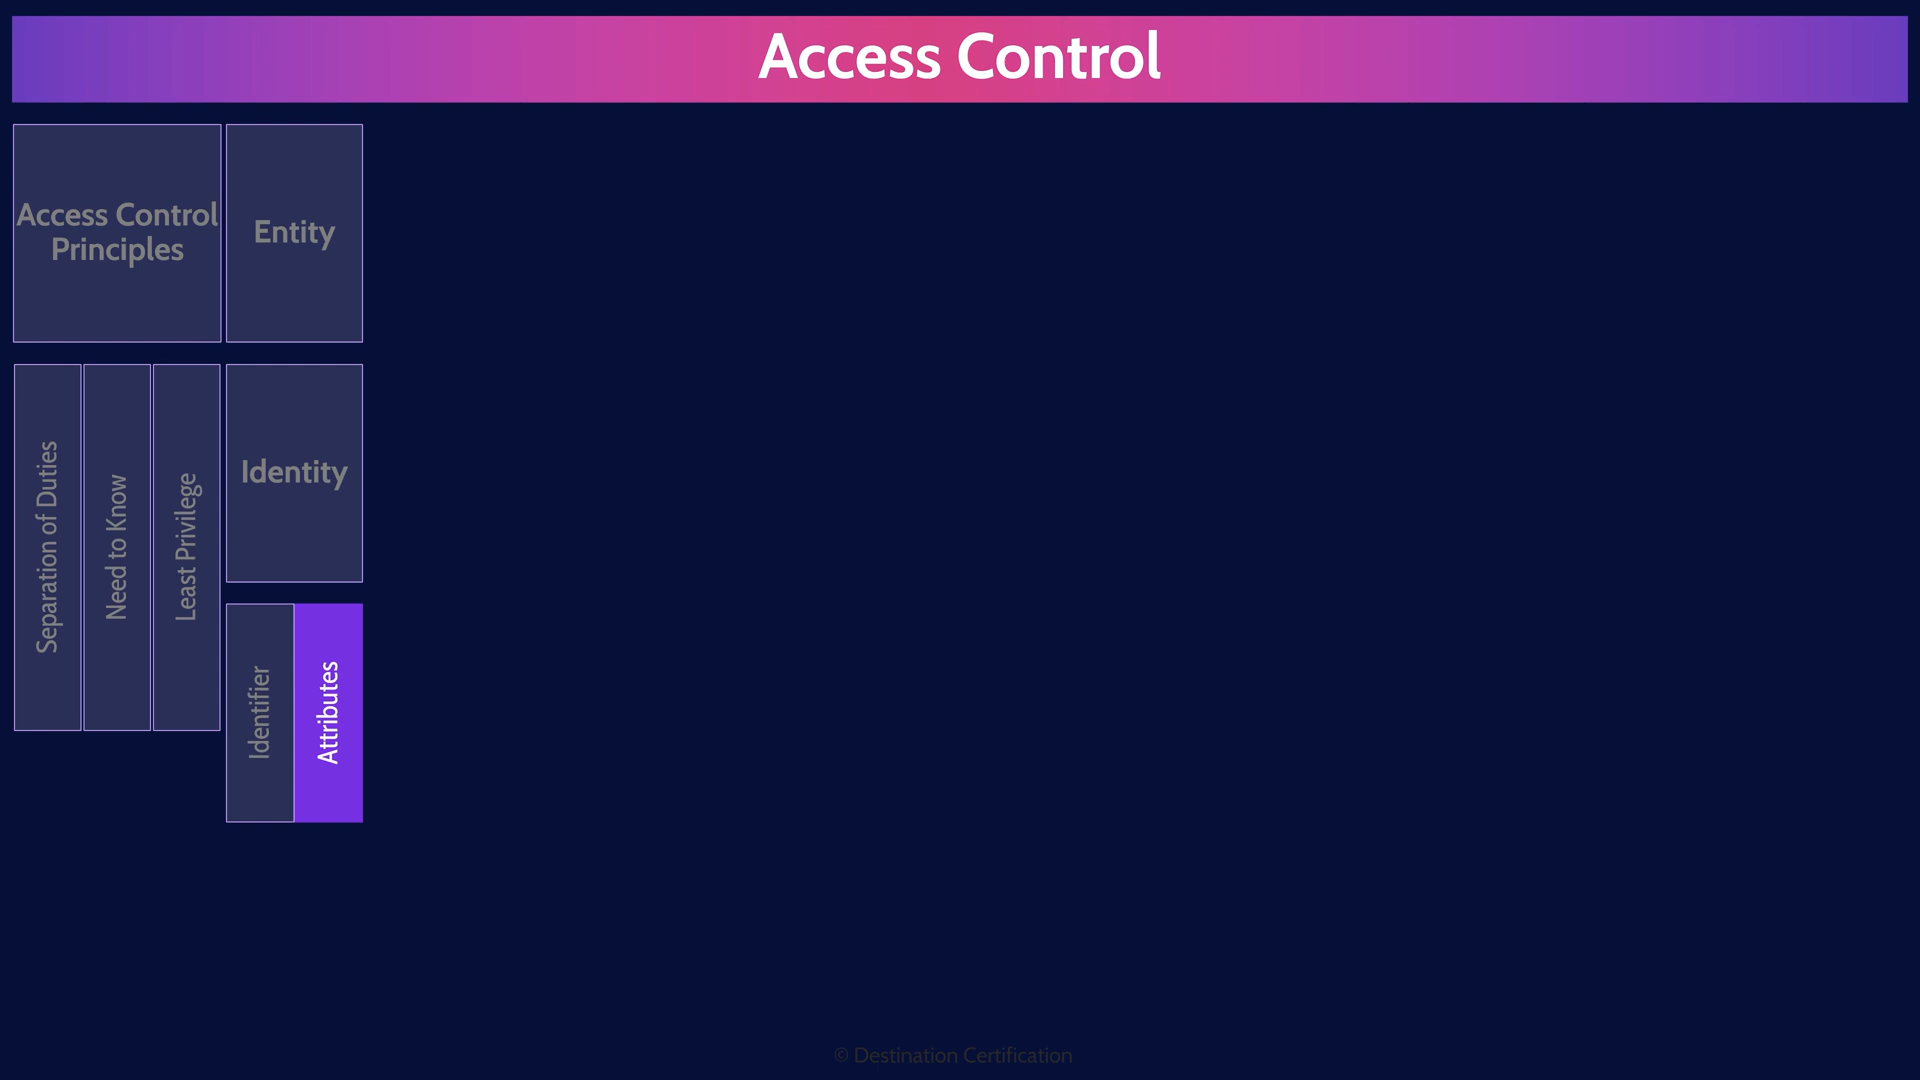 Access Control
Access Control
Principles
Entity
Separation of Duties
Need to Know
Least Privilege
Identity
Identifier
Attributes
© Destination Certification